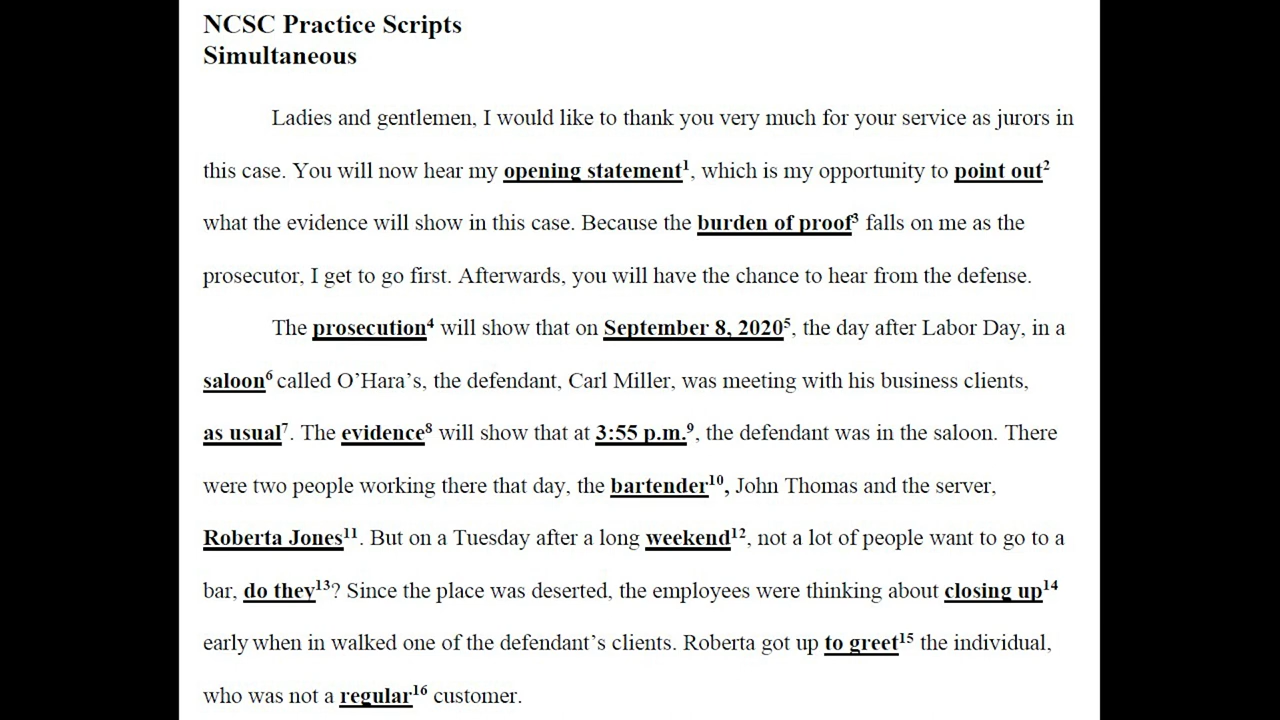 NCSC Practice Scripts
Simultaneous
Ladies and gentlemen, I would like to thank you very much for your service as jurors in
this case. You will now hear my opening statement¹, which is my opportunity to point out²
what the evidence will show in this case. Because the burden of proof³ falls on me as the
prosecutor, I get to go first. Afterwards, you will have the chance to hear from the defense.
The prosecution⁴ will show that on September 8, 2020⁵, the day after Labor Day, in a
saloon⁶ called O’Hara’s, the defendant, Carl Miller, was meeting with his business clients,
as usual⁷. The evidence⁸ will show that at 3:55 p.m.⁹, the defendant was in the saloon. There
were two people working there that day, the bartender¹⁰, John Thomas and the server,
Roberta Jones¹¹. But on a Tuesday after a long weekend¹², not a lot of people want to go to a
bar, do they¹³? Since the place was deserted, the employees were thinking about closing up¹⁴
early when in walked one of the defendant’s clients. Roberta got up to greet¹⁵ the individual,
who was not a regular¹⁶ customer.